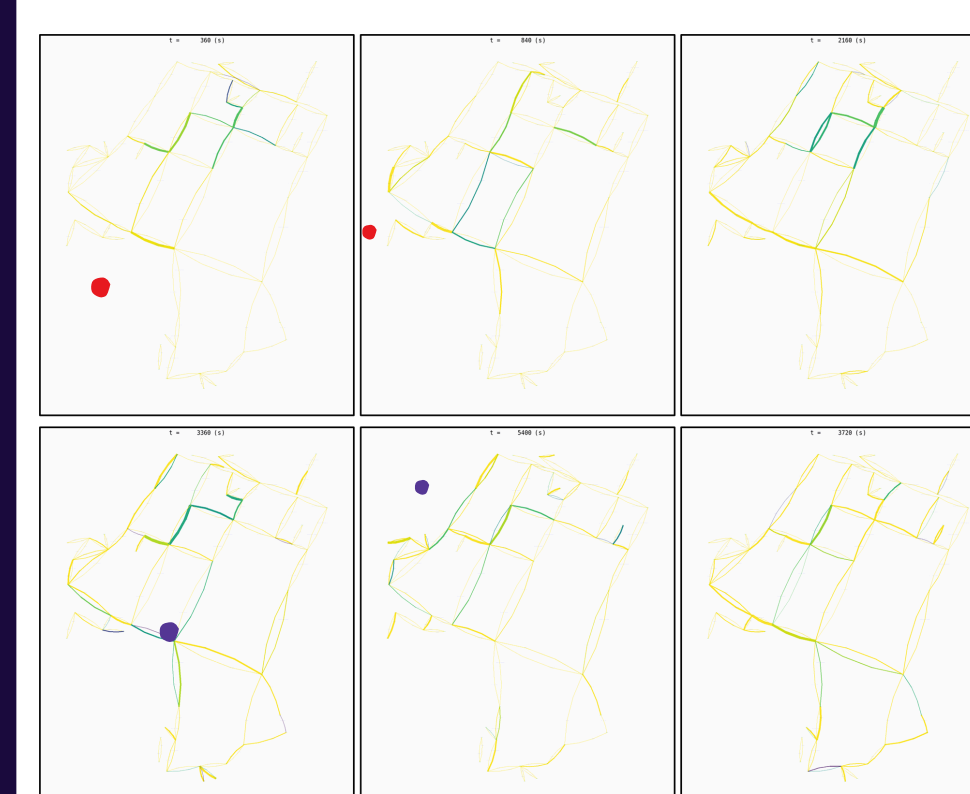 t = 360 (s)
t = 840 (s)
t = 2160 (s)
t = 3360 (s)
t = 5400 (s)
t = 3720 (s)